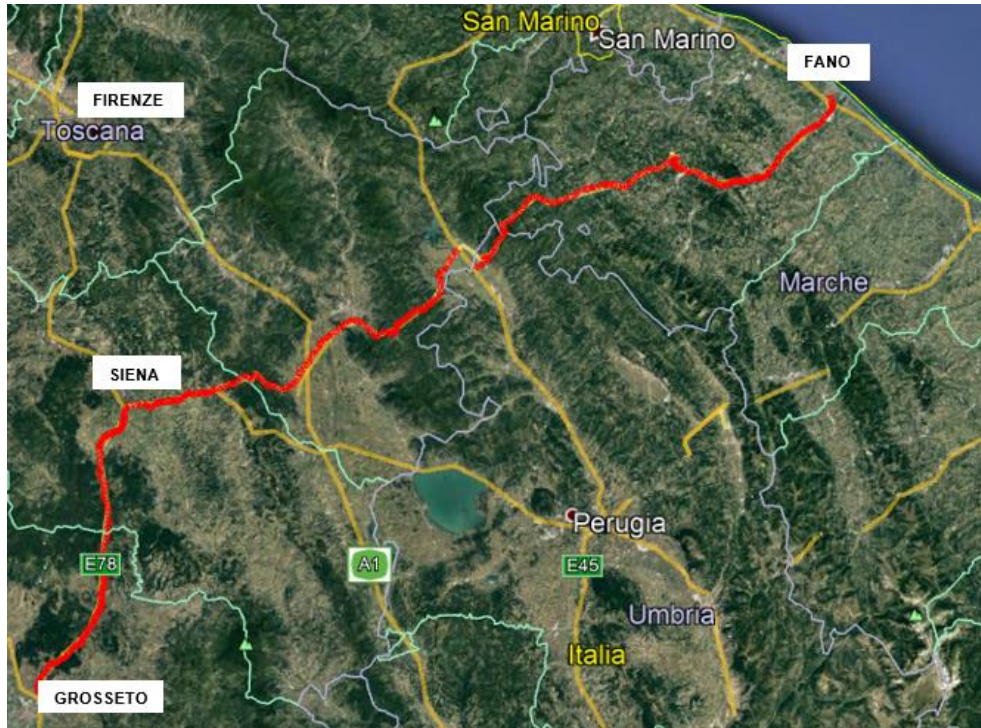 San Marino
San Marino
FANO
FIRENZE
Toscana
Marche
SIENA
Perugia
E78
A1
E45
Umbria
Italia
GROSSETO